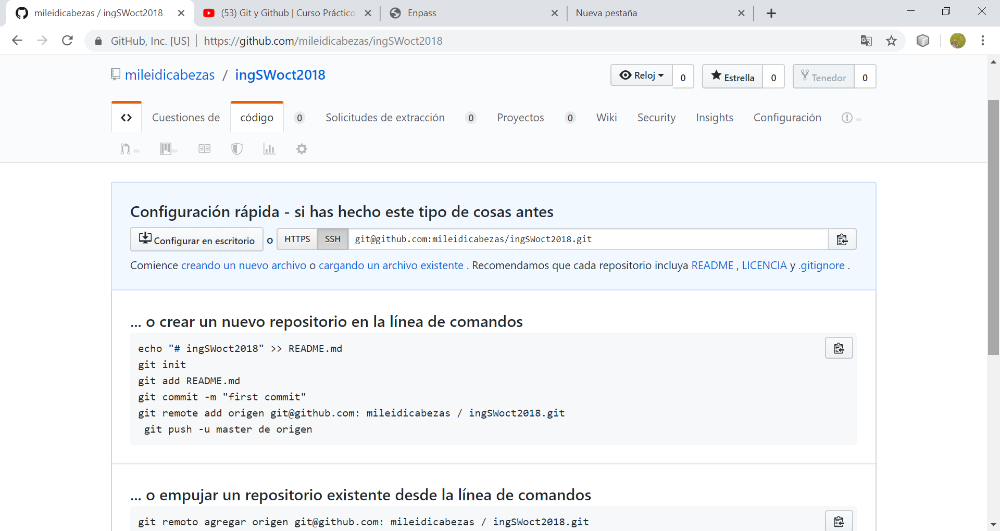 mileidicabezas / ingSWoct2018
(53) Git y Github | Curso Práctico
Enpass
Nueva pestaña
GitHub, Inc. [US] | https://github.com/mileidicabezas/ingSWoct2018
mileidicabezas / ingSWoct2018
Reloj 0
Estrella 0
Tenedor 0
Cuestiones de código 0 Solicitudes de extracción 0 Proyectos 0 Wiki Security Insights Configuración
Configuración rápida - si has hecho este tipo de cosas antes
Configurar en escritorio o HTTPS SSH git@github.com:mileidicabezas/ingSWoct2018.git
Comience creando un nuevo archivo o cargando un archivo existente . Recomendamos que cada repositorio incluya README , LICENCIA y .gitignore .
... o crear un nuevo repositorio en la línea de comandos
echo "# ingSWoct2018" >> README.md
git init
git add README.md
git commit -m "first commit"
git remote add origen git@github.com: mileidicabezas / ingSWoct2018.git
git push -u master de origen
... o empujar un repositorio existente desde la línea de comandos
git remoto agregar origen git@github.com: mileidicabezas / ingSWoct2018.git